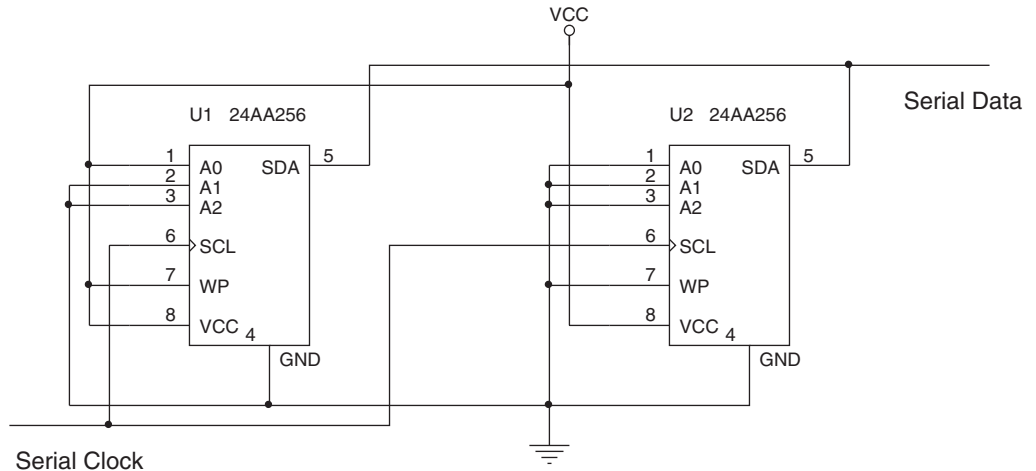 VCC
Serial Data
U1 24AA256
1 A0
2 A1
3 A2
6 SCL
7 WP
8 VCC
SDA 5
4
GND
U2 24AA256
1 A0
2 A1
3 A2
6 SCL
7 WP
8 VCC
SDA 5
4
GND
Serial Clock